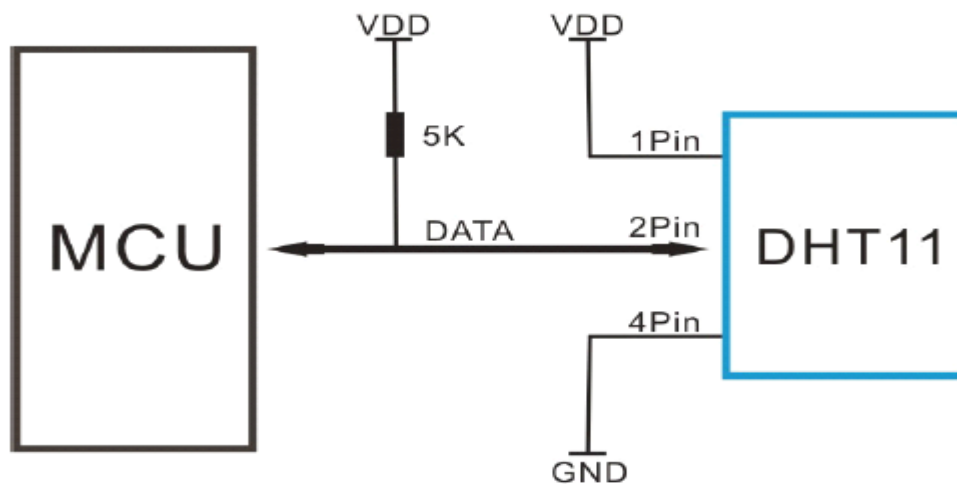 VDD
VDD
5K
1Pin
MCU
DATA
2Pin
DHT11
4Pin
GND